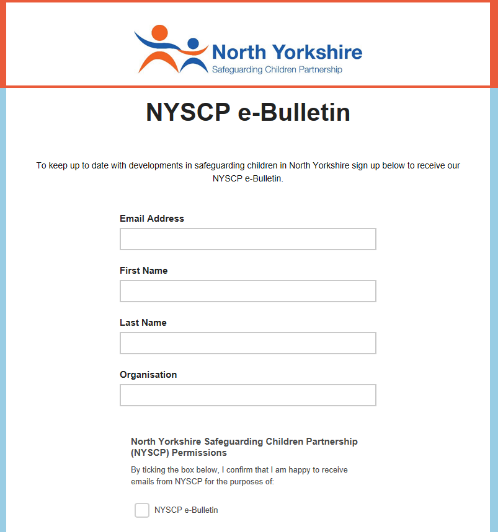 North Yorkshire
Safeguarding Children Partnership
NYSCP e-Bulletin
To keep up to date with developments in safeguarding children in North Yorkshire sign up below to receive our
NYSCP e-Bulletin.
Email Address
First Name
Last Name
Organisation
North Yorkshire Safeguarding Children Partnership
(NYSCP) Permissions
By ticking the box below, I confirm that I am happy to receive
emails from NYSCP for the purposes of:
NYSCP e-Bulletin